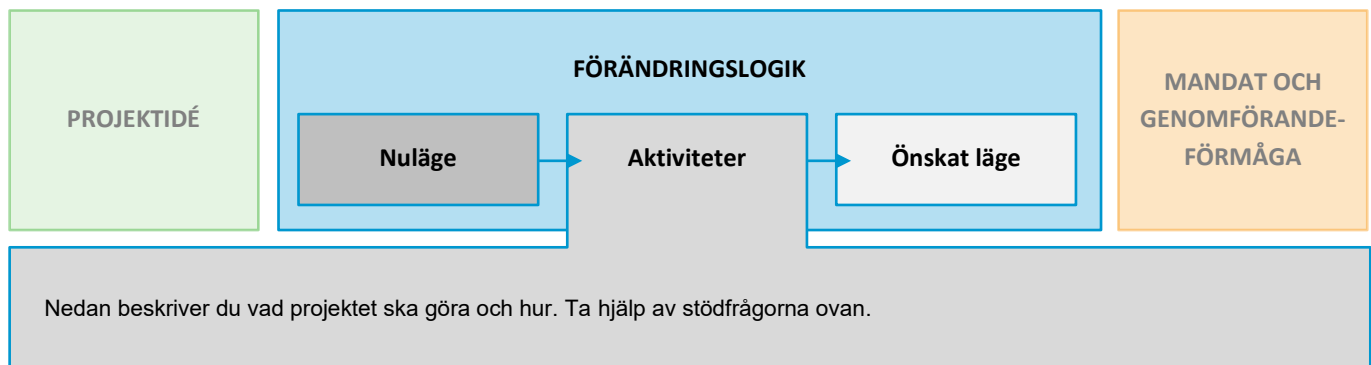 PROJEKTIDÉ
FÖRÄNDRINGSLOGIK
Nuläge
Aktiviteter
Önskat läge
MANDAT OCH
GENOMFÖRANDE-
FÖRMÅGA
Nedan beskriver du vad projektet ska göra och hur. Ta hjälp av stödfrågorna ovan.